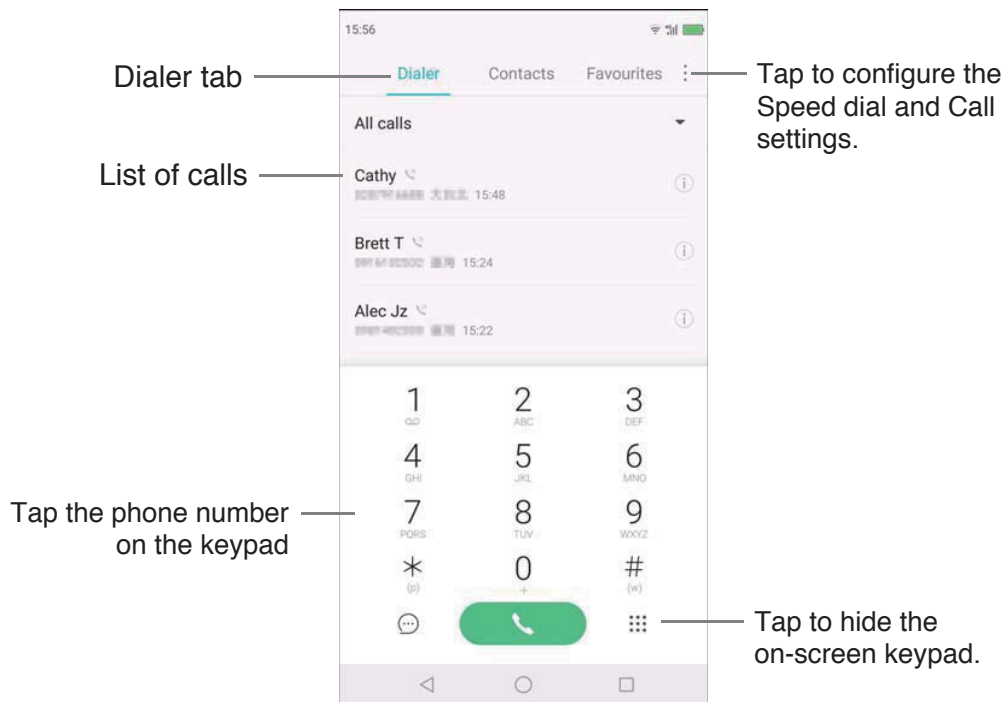 15:56
Dialer tab
Dialer Contacts Favourites
Tap to configure the
Speed dial and Call
settings.
All calls
List of calls
Cathy
15:48
Brett T
15:24
Alec Jz
15:22
1 2 3
ABC DEF
4 5 6
GHI JKL MNO
Tap the phone number
on the keypad
7 8 9
PQRS TUV WXYZ
* 0 #
(p) + (w)
Tap to hide the
on-screen keypad.